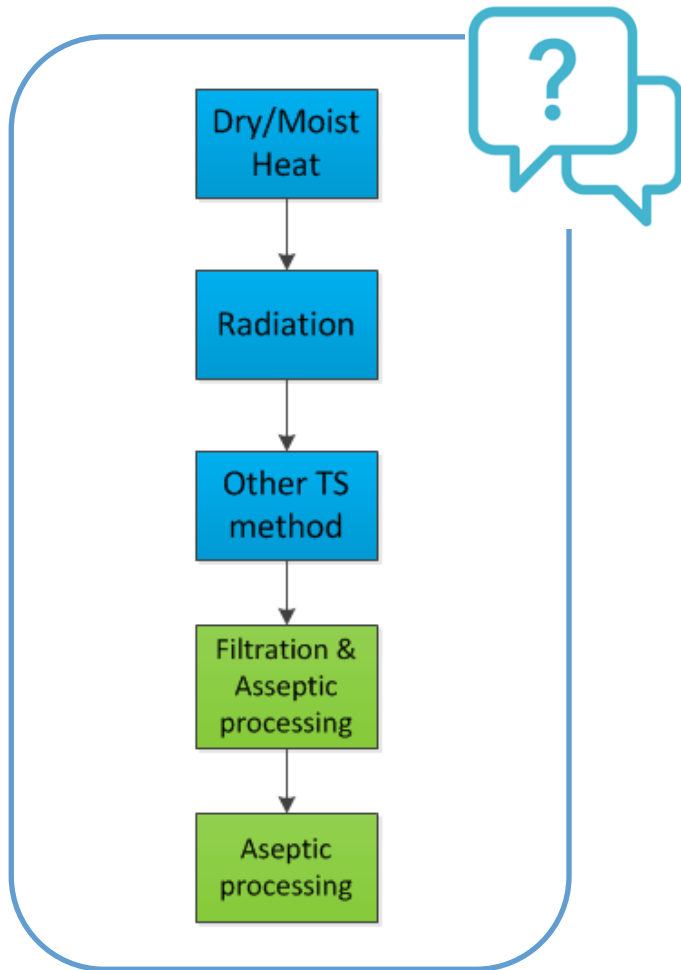 ?
Dry/Moist
Heat
Radiation
Other TS
method
Filtration &
Asseptic
processing
Aseptic
processing